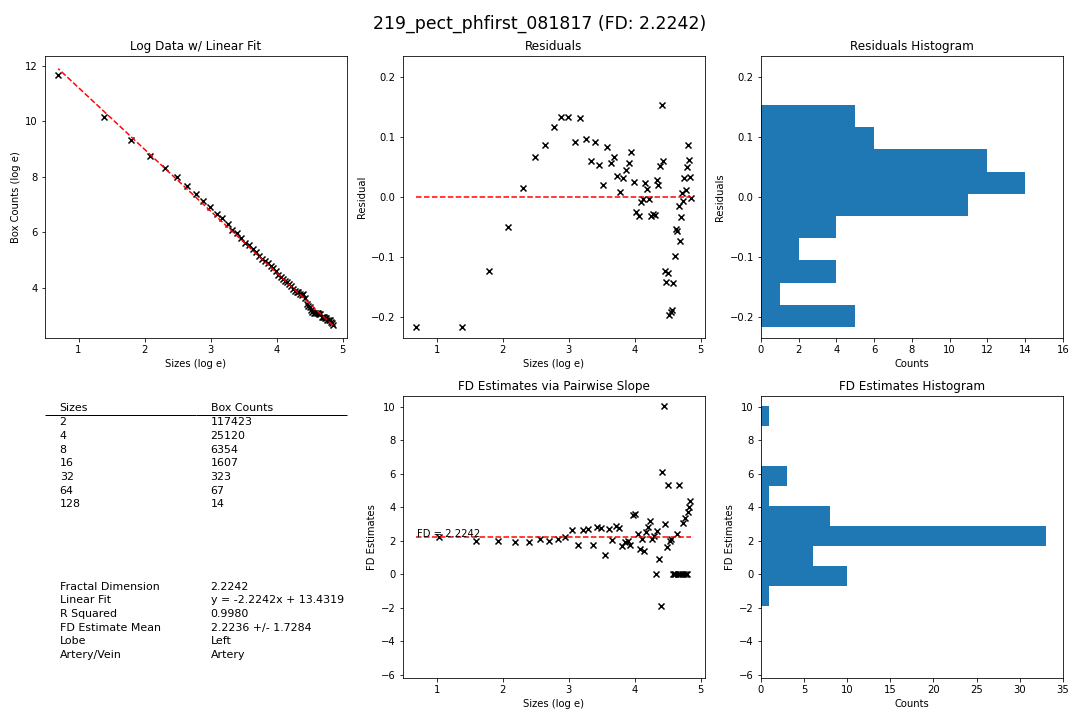 219_pect_phfirst_081817 (FD: 2.2242)
Log Data w/ Linear Fit
Box Counts (log e)
12
10
8
6
4
1 2 3 4 5
Sizes (log e)
Residuals
Residual
0.2
0.1
0.0
−0.1
−0.2
1 2 3 4 5
Sizes (log e)
Residuals Histogram
Residuals
0.2
0.1
0.0
−0.1
−0.2
0 2 4 6 8 10 12 14 16
Counts
Sizes Box Counts
2 117423
4 25120
8 6354
16 1607
32 323
64 67
128 14
Fractal Dimension 2.2242
Linear Fit y = -2.2242x + 13.4319
R Squared 0.9980
FD Estimate Mean 2.2236 +/- 1.7284
Lobe Left
Artery/Vein Artery
FD Estimates via Pairwise Slope
FD Estimates
10
8
6
4
2
0
−2
−4
−6
FD = 2.2242
1 2 3 4 5
Sizes (log e)
FD Estimates Histogram
FD Estimates
10
8
6
4
2
0
−2
−4
−6
0 5 10 15 20 25 30 35
Counts